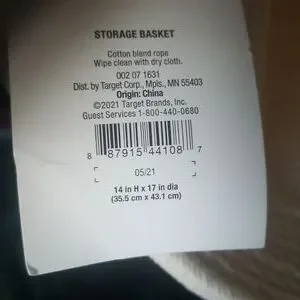 STORAGE BASKET
Cotton blend rope
Wipe clean with dry cloth.
002 07 1631
Dist. by Target Corp., Mpls., MN 55403
Origin: China
©2021 Target Brands, Inc.
Guest Services 1-800-440-0680
8 87915 44108 7
05/21
14 in H x 17 in dia
(35.5 cm x 43.1 cm)